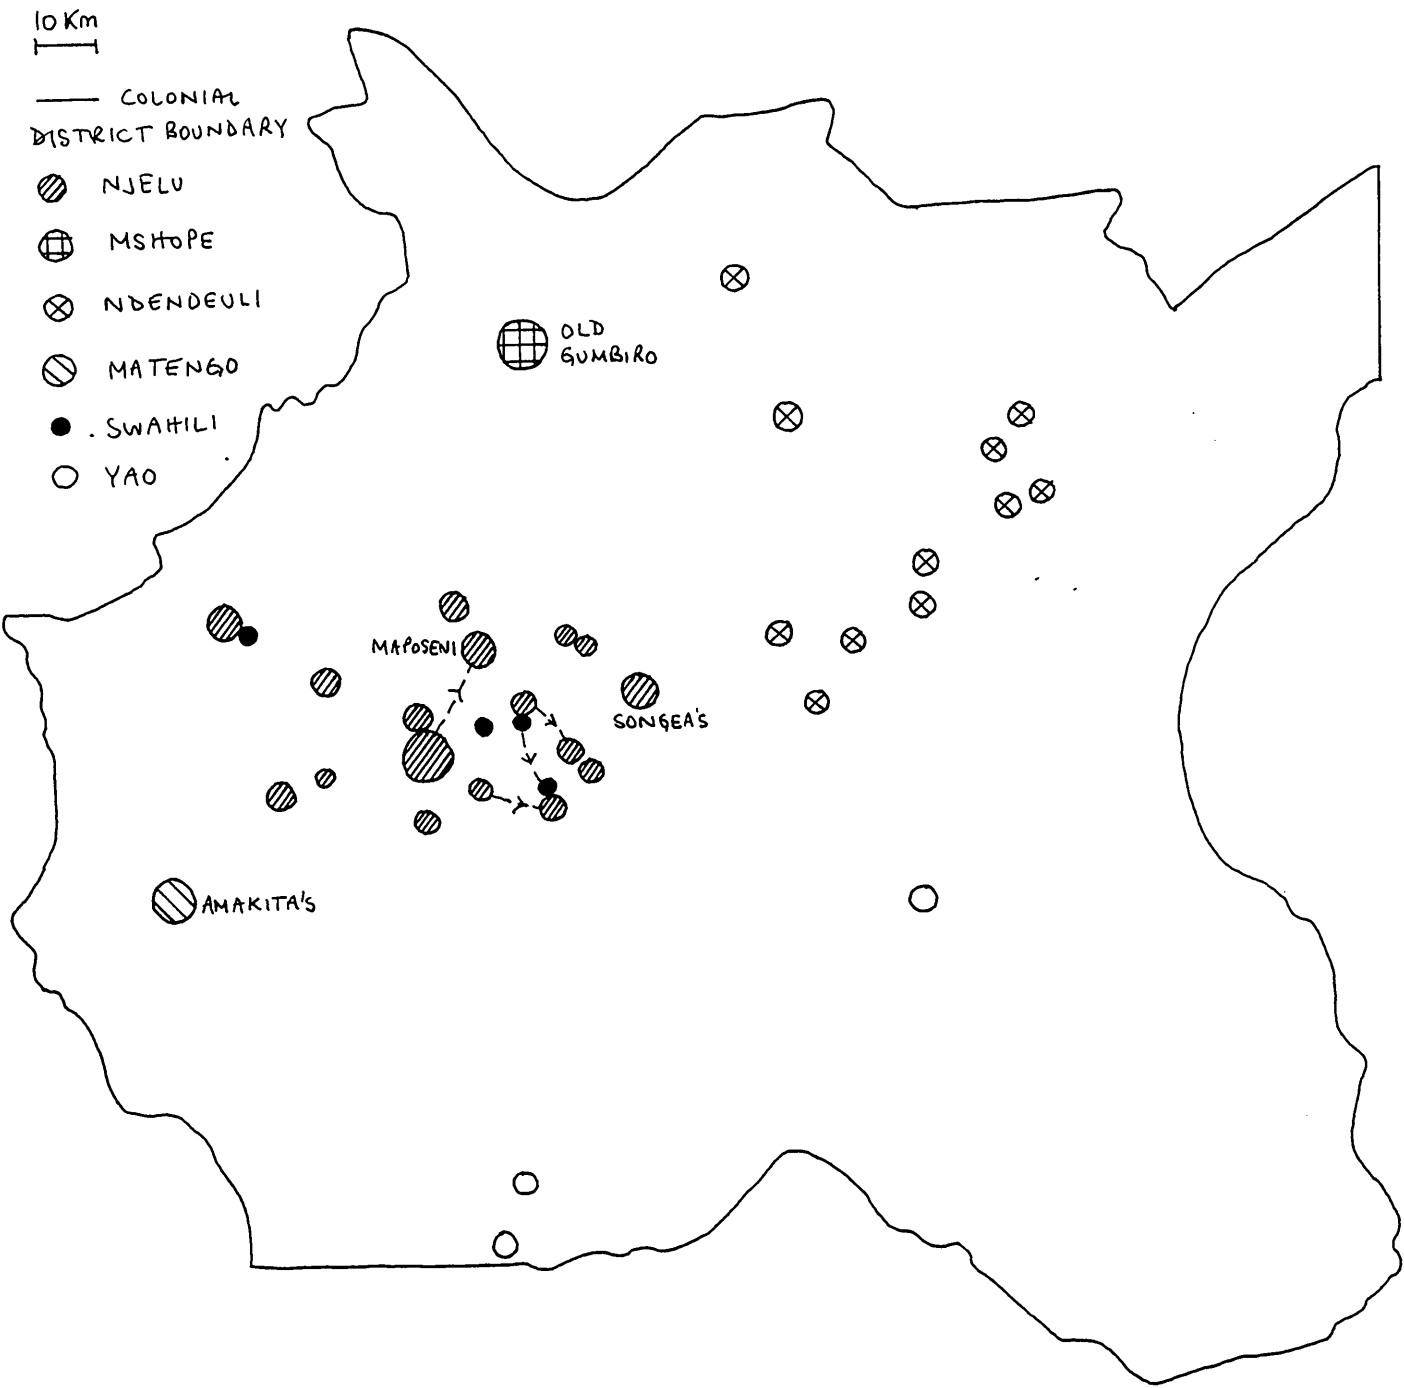 10 Km
COLONIAL
DISTRICT BOUNDARY
NJELU
MSHOPE
NDENDEULI
MATENGO
. SWAHILI
YAO
OLD
GUMBIRO
MAPOSENI
SONGEA'S
AMAKITA'S